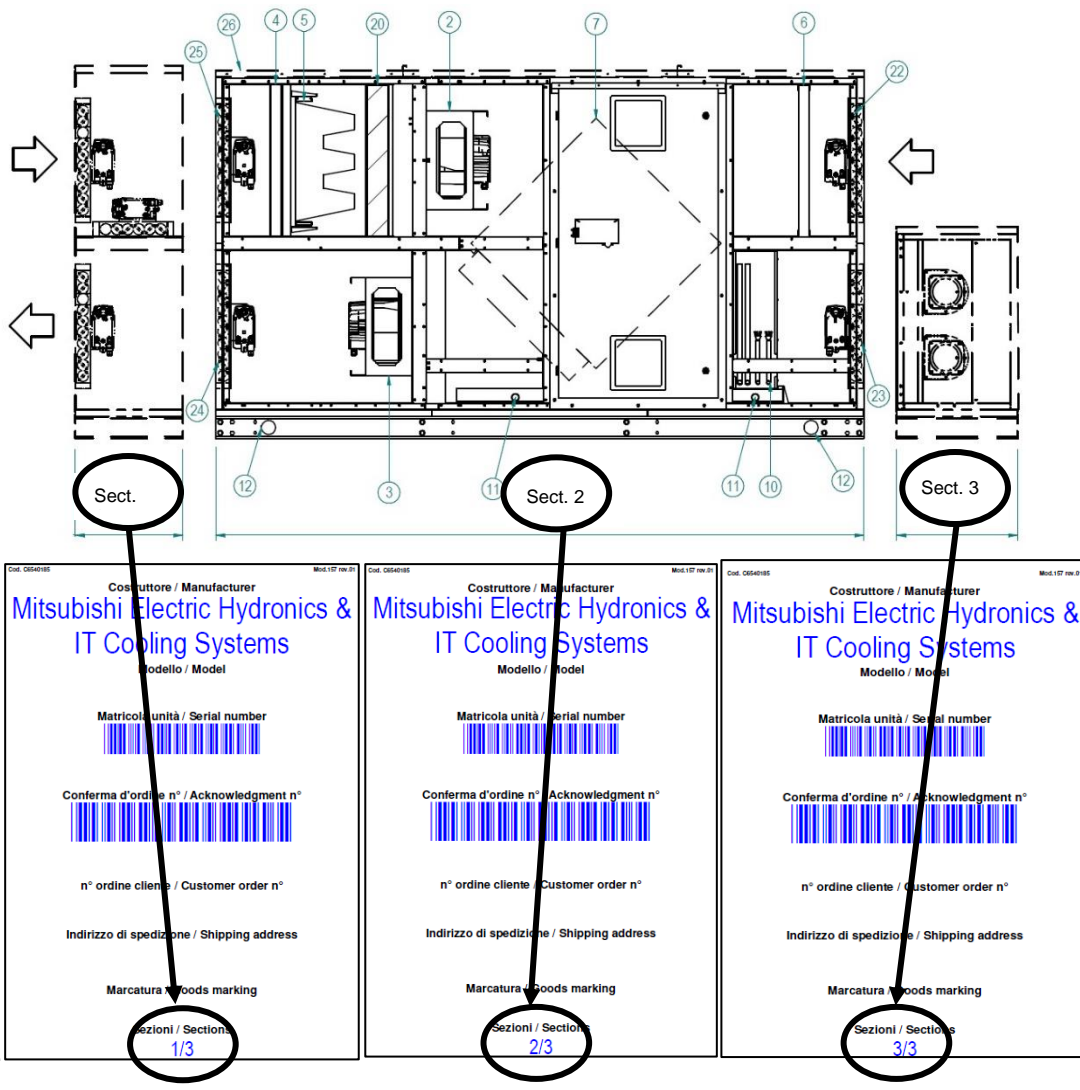 26 4 5 20 2 7 6
25 22
24 23
12 3 11 11 10 12
Sect.
Sect. 2
Sect. 3
Cod. C6540185 Mod.157 rev.01
Costruttore / Manufacturer
Mitsubishi Electric Hydronics &
IT Cooling Systems
Modello / Model
Matricola unità / Serial number
Conferma d'ordine n° / Acknowledgment n°
n° ordine cliente / Customer order n°
Indirizzo di spedizione / Shipping address
Marcatura / Goods marking
Sezioni / Sections
1/3
Cod. C6540185 Mod.157 rev.01
Costruttore / Manufacturer
Mitsubishi Electric Hydronics &
IT Cooling Systems
Modello / Model
Matricola unità / Serial number
Conferma d'ordine n° / Acknowledgment n°
n° ordine cliente / Customer order n°
Indirizzo di spedizione / Shipping address
Marcatura / Goods marking
Sezioni / Sections
2/3
Cod. C6540185 Mod.157 rev.0
Costruttore / Manufacturer
Mitsubishi Electric Hydronics &
IT Cooling Systems
Modello / Model
Matricola unità / Serial number
Conferma d'ordine n° / Acknowledgment n°
n° ordine cliente / Customer order n°
Indirizzo di spedizione / Shipping address
Marcatura / Goods marking
Sezioni / Sections
3/3